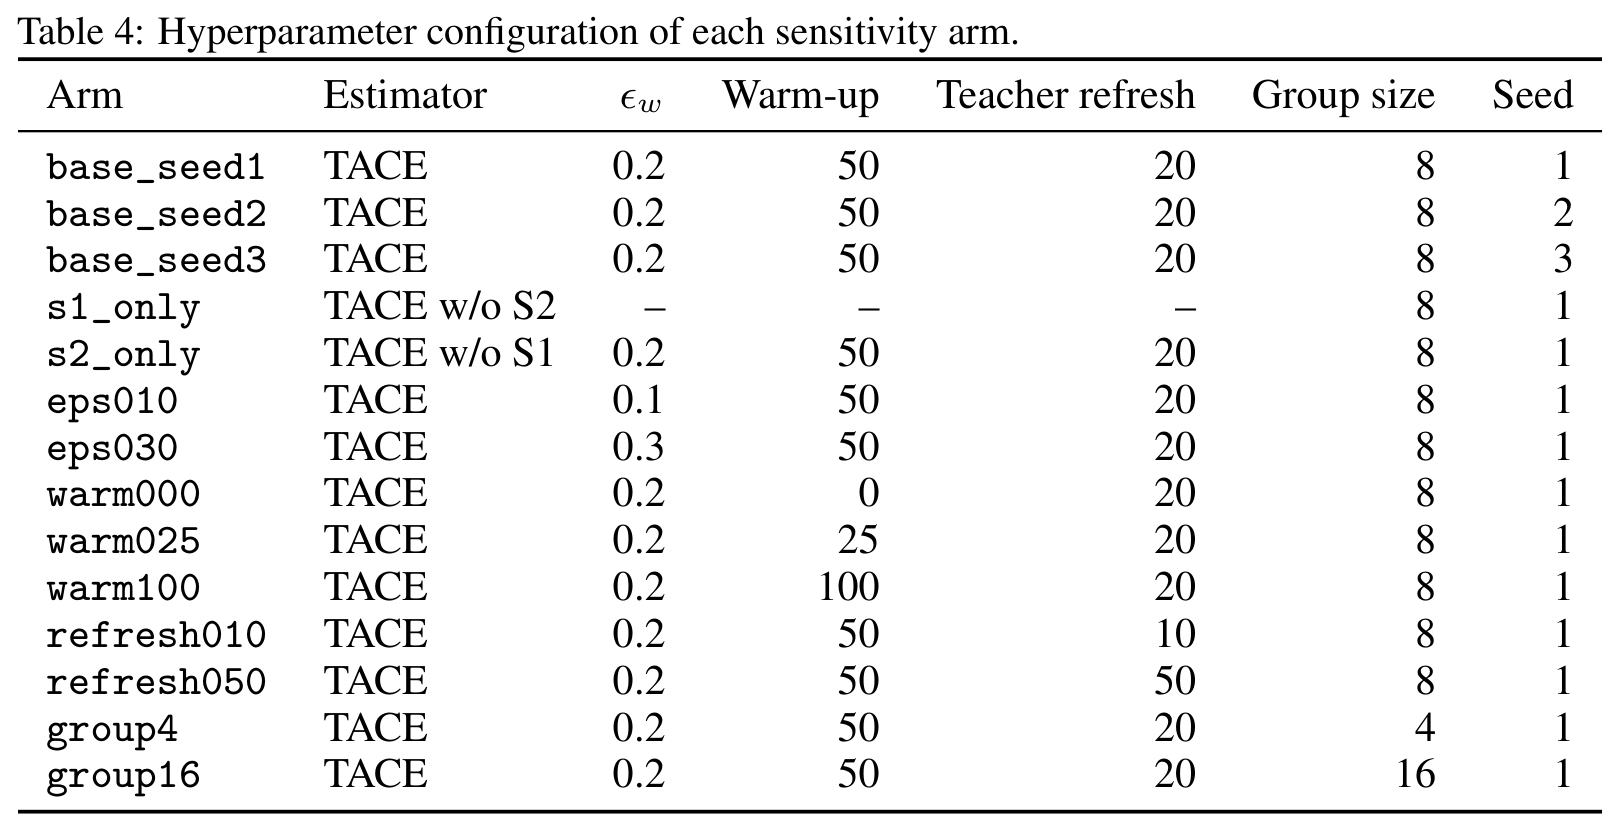 Table 4: Hyperparameter configuration of each sensitivity arm.
Arm Estimator ϵw Warm-up Teacher refresh Group size Seed
base_seed1 TACE 0.2 50 20 8 1
base_seed2 TACE 0.2 50 20 8 2
base_seed3 TACE 0.2 50 20 8 3
s1_only TACE w/o S2 – – – 8 1
s2_only TACE w/o S1 0.2 50 20 8 1
eps010 TACE 0.1 50 20 8 1
eps030 TACE 0.3 50 20 8 1
warm000 TACE 0.2 0 20 8 1
warm025 TACE 0.2 25 20 8 1
warm100 TACE 0.2 100 20 8 1
refresh010 TACE 0.2 50 10 8 1
refresh050 TACE 0.2 50 50 8 1
group4 TACE 0.2 50 20 4 1
group16 TACE 0.2 50 20 16 1